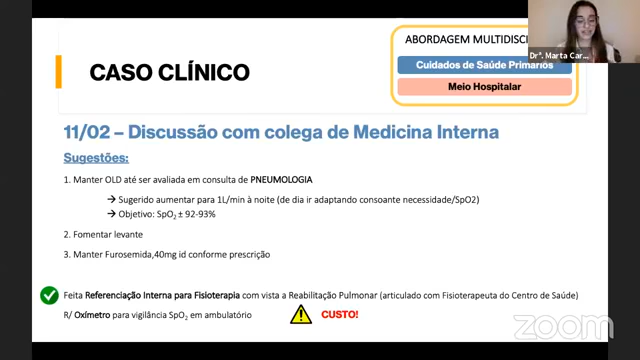 ABORDAGEM MULTIDISCI
Drª. Marta Car...
Cuidados de Saúde Primários
Meio Hospitalar
CASO CLÍNICO
11/02 – Discussão com colega de Medicina Interna
Sugestões:
1. Manter OLD até ser avaliada em consulta de PNEUMOLOGIA
→ Sugerido aumentar para 1L/min à noite (de dia ir adaptando consoante necessidade/SpO2)
→ Objetivo: SpO₂ ± 92-93%
2. Fomentar levante
3. Manter Furosemida,40mg id conforme prescrição
Feita Referenciação Interna para Fisioterapia com vista a Reabilitação Pulmonar (articulado com Fisioterapeuta do Centro de Saúde)
R/ Oxímetro para vigilância SpO₂ em ambulatório
CUSTO!
zoom